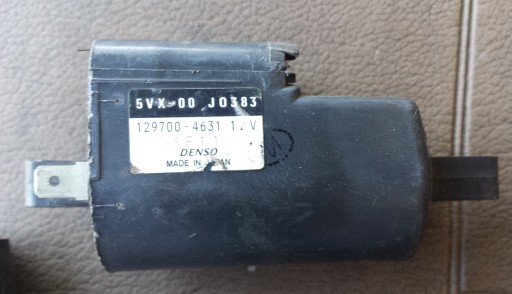 5VX-00 J0383
129700-4631 12V
DENSO
MADE IN JAPAN